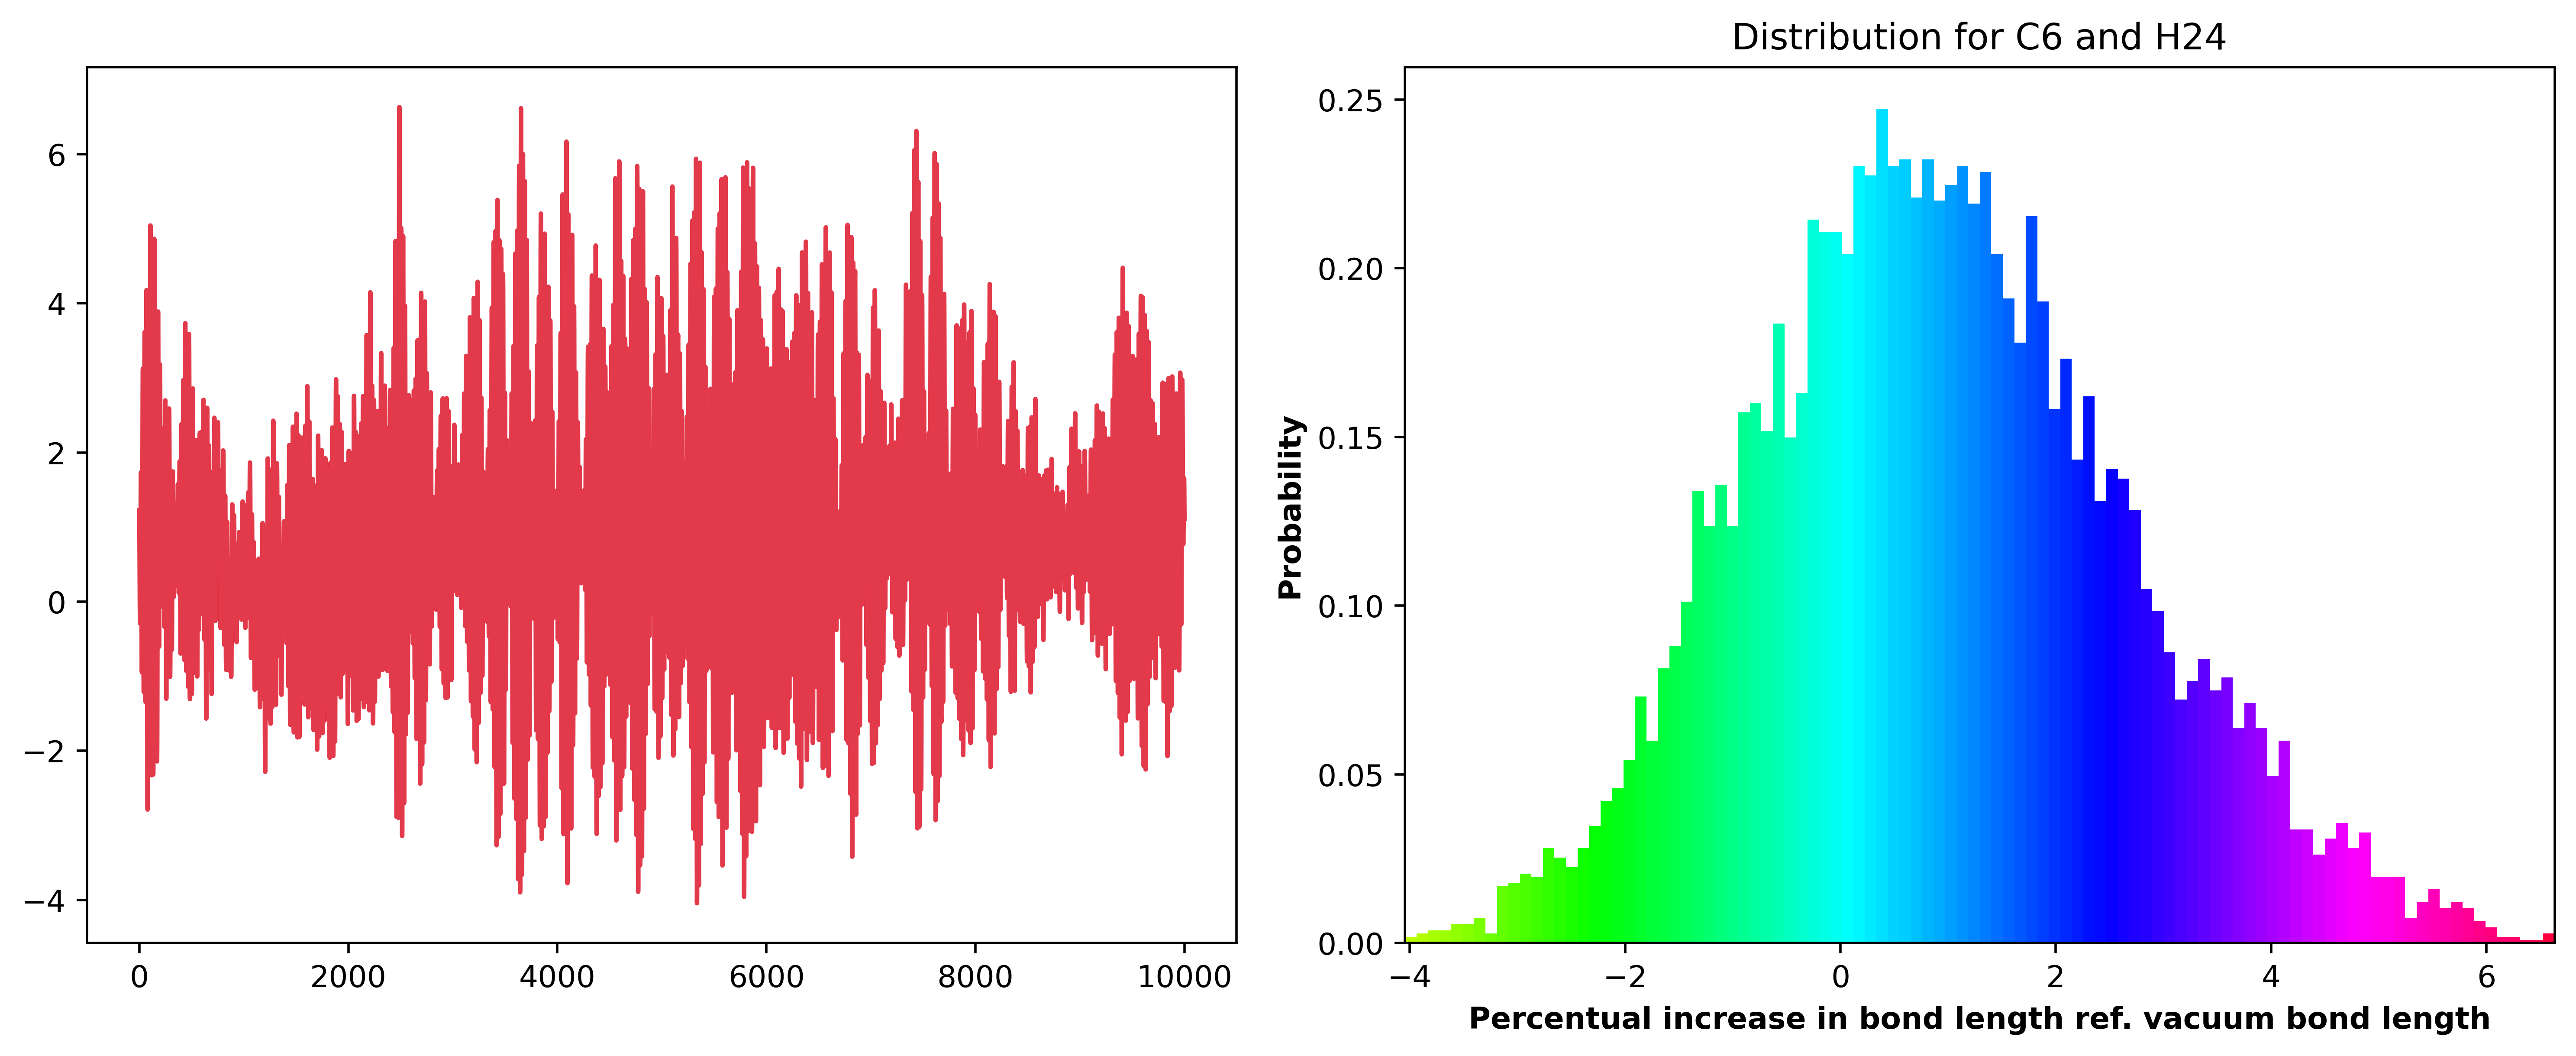 Distribution for C6 and H24
6
4
2
0
−2
−4
0 2000 4000 6000 8000 10000
Probability
0.25
0.20
0.15
0.10
0.05
0.00
−4 −2 0 2 4 6
Percentual increase in bond length ref. vacuum bond length